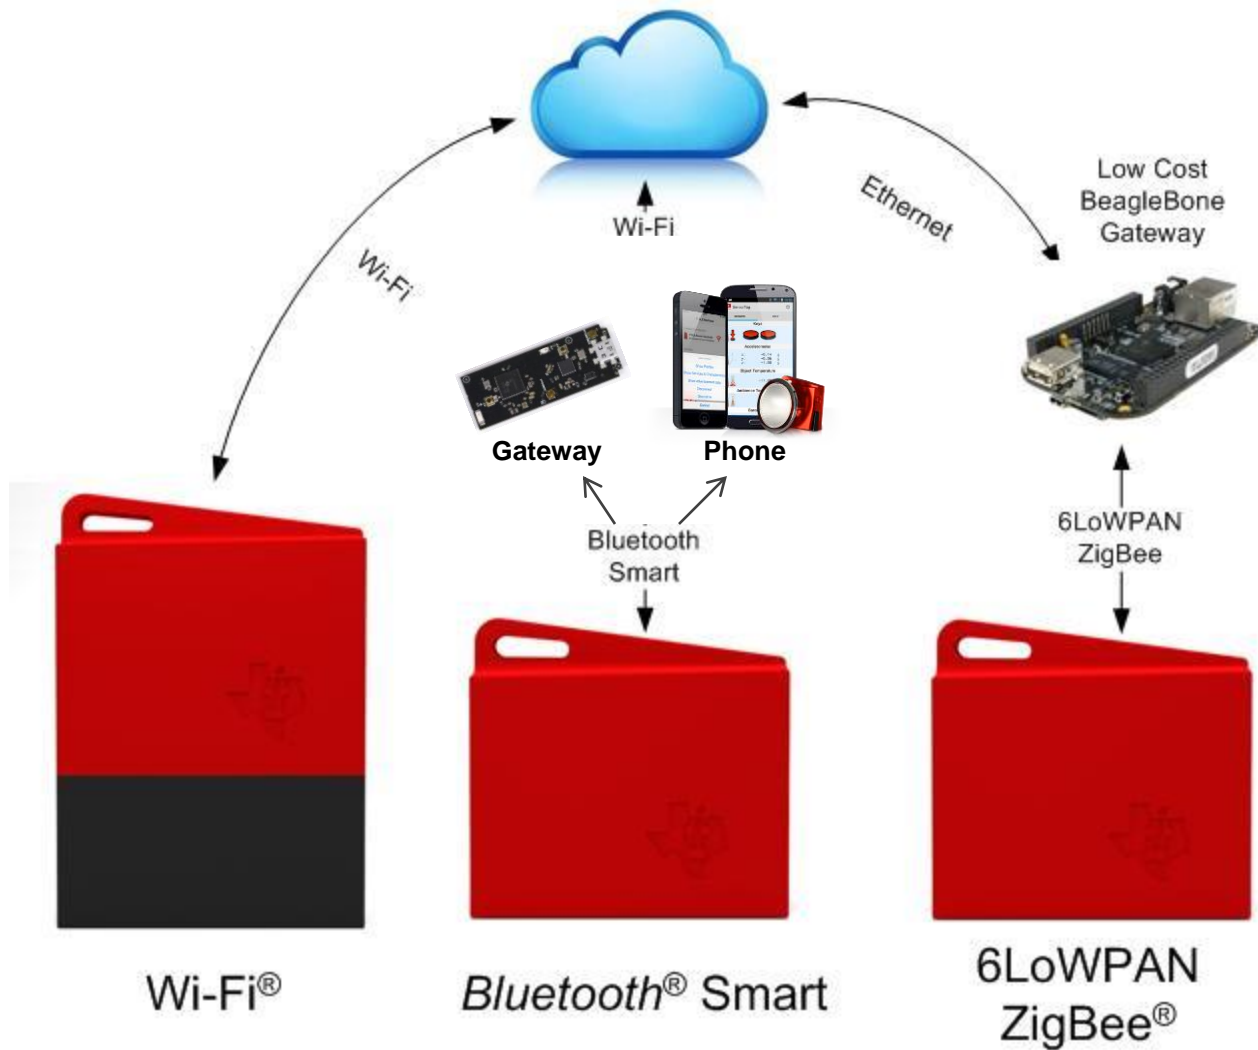 Wi-Fi
Wi-Fi
Ethernet
Low Cost
BeagleBone
Gateway
Gateway
Phone
Bluetooth
Smart
6LoWPAN
ZigBee
Wi-Fi®
Bluetooth® Smart
6LoWPAN
ZigBee®